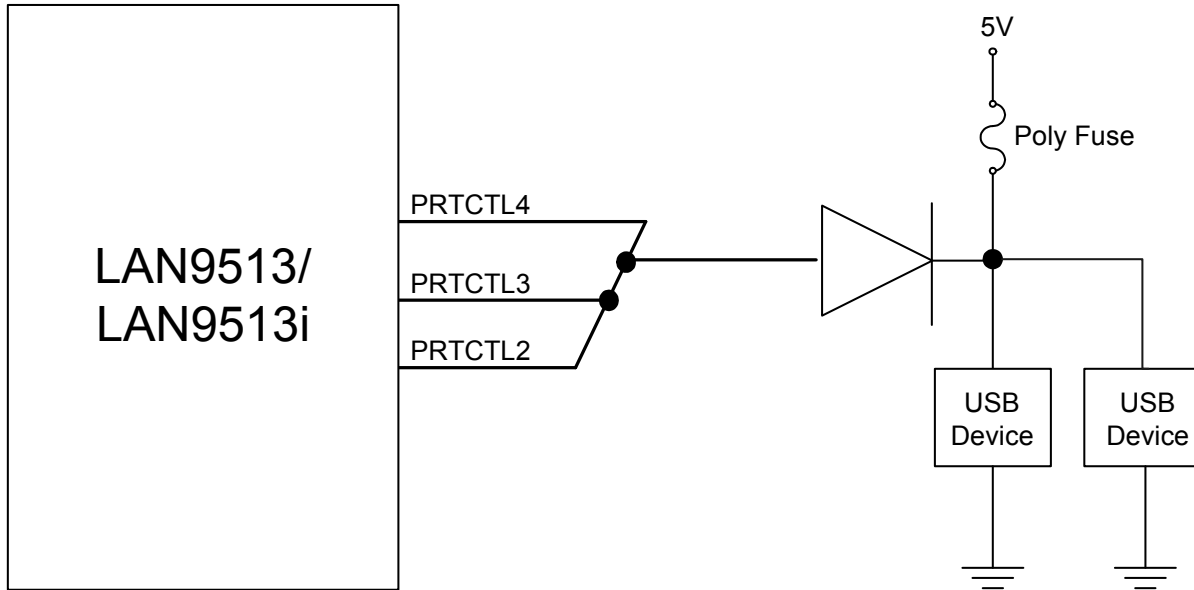 5V
Poly Fuse
PRTCTL4
LAN9513/
LAN9513i
PRTCTL3
PRTCTL2
USB
Device
USB
Device